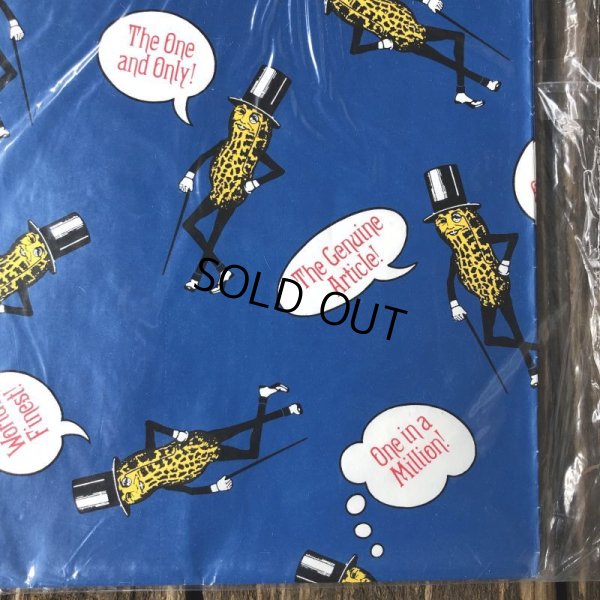 The One
and Only!
The Genuine
Article!
SOLD OUT
World's
Finest!
One in a
Million!